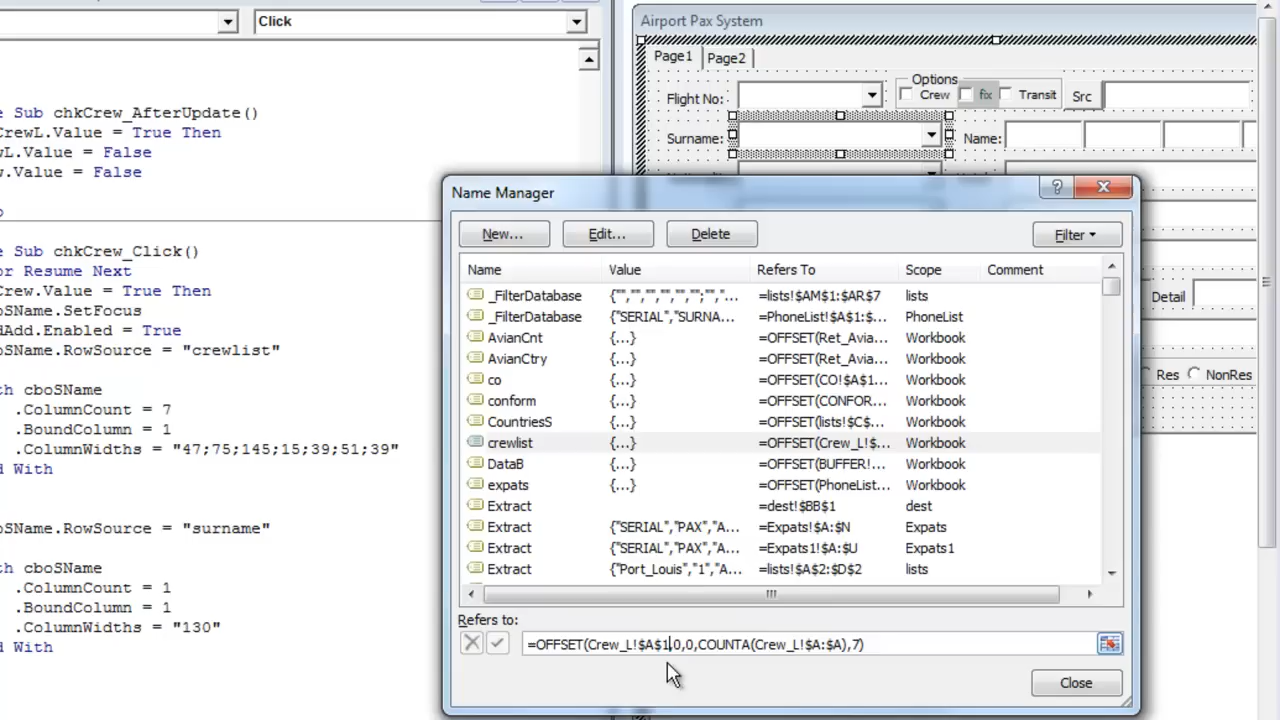 Click
e Sub chkCrew_AfterUpdate()
CrewL.Value = True Then
wL.Value = False
w.Value = False
e Sub chkCrew_Click()
or Resume Next
Crew.Value = True Then
oSName.SetFocus
dAdd.Enabled = True
oSName.RowSource = "crewlist"
th cboSName
.ColumnCount = 7
.BoundColumn = 1
.ColumnWidths = "47;75;145;15;39;51;39"
d With
oSName.RowSource = "surname"
th cboSName
.ColumnCount = 1
.BoundColumn = 1
.ColumnWidths = "130"
d With
Airport Pax System
Page1 Page2
Options
Flight No: Crew fix Transit Src
Surname: Name:
Detail
Res NonRes
Name Manager
New... Edit... Delete Filter
Name Value Refers To Scope Comment
_FilterDatabase {"","","","","","";"","... =lists!$AM$1:$AR$7 lists
_FilterDatabase {"SERIAL","SURNA... =PhoneList!$A$1:$... PhoneList
AvianCnt {...} =OFFSET(Ret_Avia... Workbook
AvianCtry {...} =OFFSET(Ret_Avia... Workbook
co {...} =OFFSET(CO!$A$1... Workbook
conform {...} =OFFSET(CONFOR... Workbook
CountriesS {...} =OFFSET(lists!$C$... Workbook
crewlist {...} =OFFSET(Crew_L!$... Workbook
DataB {...} =OFFSET(BUFFER!... Workbook
expats {...} =OFFSET(PhoneList... Workbook
Extract =dest!$BB$1 dest
Extract {"SERIAL","PAX","A... =Expats!$A:$N Expats
Extract {"SERIAL","PAX","A... =Expats1!$A:$U Expats1
Extract {"Port_Louis","1","A... =lists!$A$2:$D$2 lists
Refers to:
=OFFSET(Crew_L!$A$1,0,0,COUNTA(Crew_L!$A:$A),7)
Close